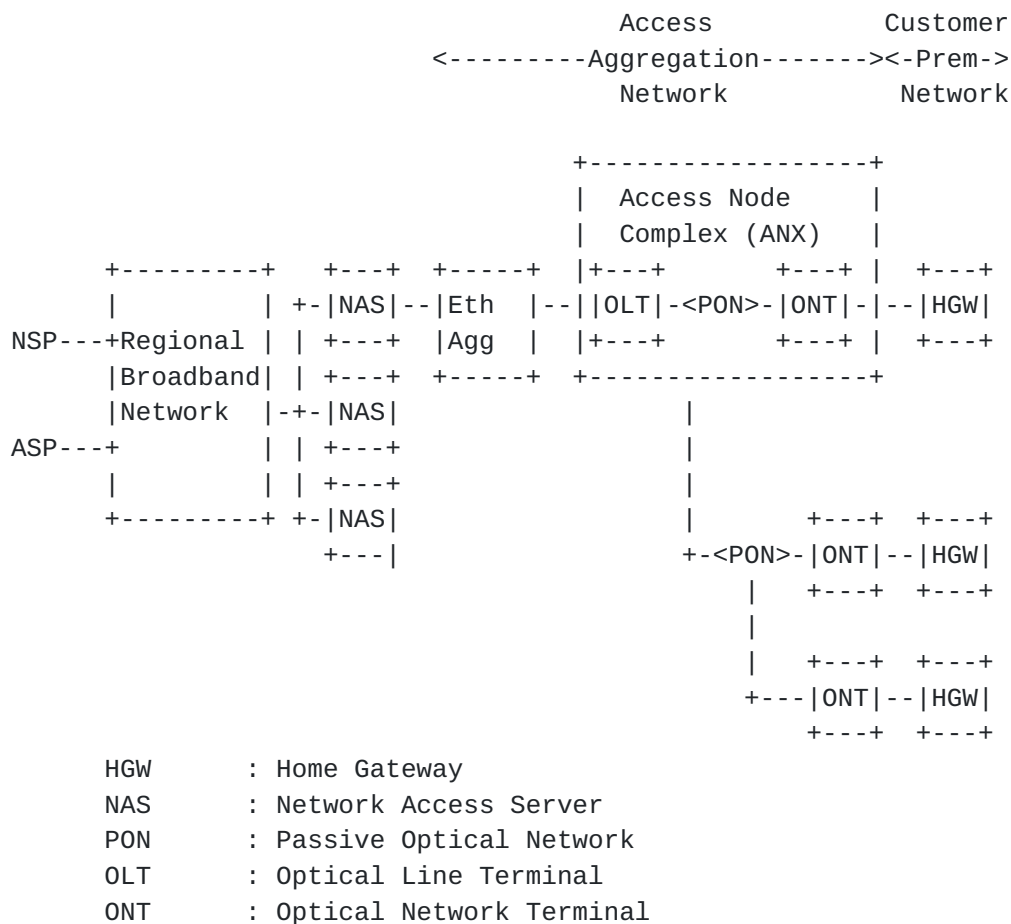 Access           Customer
                           <---------Aggregation-------><-Prem->
                                       Network           Network

                                    +------------------+
                                    |  Access Node     |
                                    |  Complex (ANX)   |
      +---------+   +---+  +-----+  |+---+       +---+ |  +---+
      |         | +-|NAS|--|Eth  |--||OLT|-<PON>-|ONT|-|--|HGW|
NSP---+Regional | | +---+  |Agg  |  |+---+       +---+ |  +---+
      |Broadband| | +---+  +-----+  +------------------+
      |Network  |-+-|NAS|                  |
ASP---+         | | +---+                  |
      |         | | +---+                  |
      +---------+ +-|NAS|                  |       +---+  +---+
                    +---|                  +-<PON>-|ONT|--|HGW|
                                               |   +---+  +---+
                                               |
                                               |   +---+  +---+
                                               +---|ONT|--|HGW|
                                                   +---+  +---+
      HGW      : Home Gateway
      NAS      : Network Access Server
      PON      : Passive Optical Network
      OLT      : Optical Line Terminal
      ONT      : Optical Network Terminal